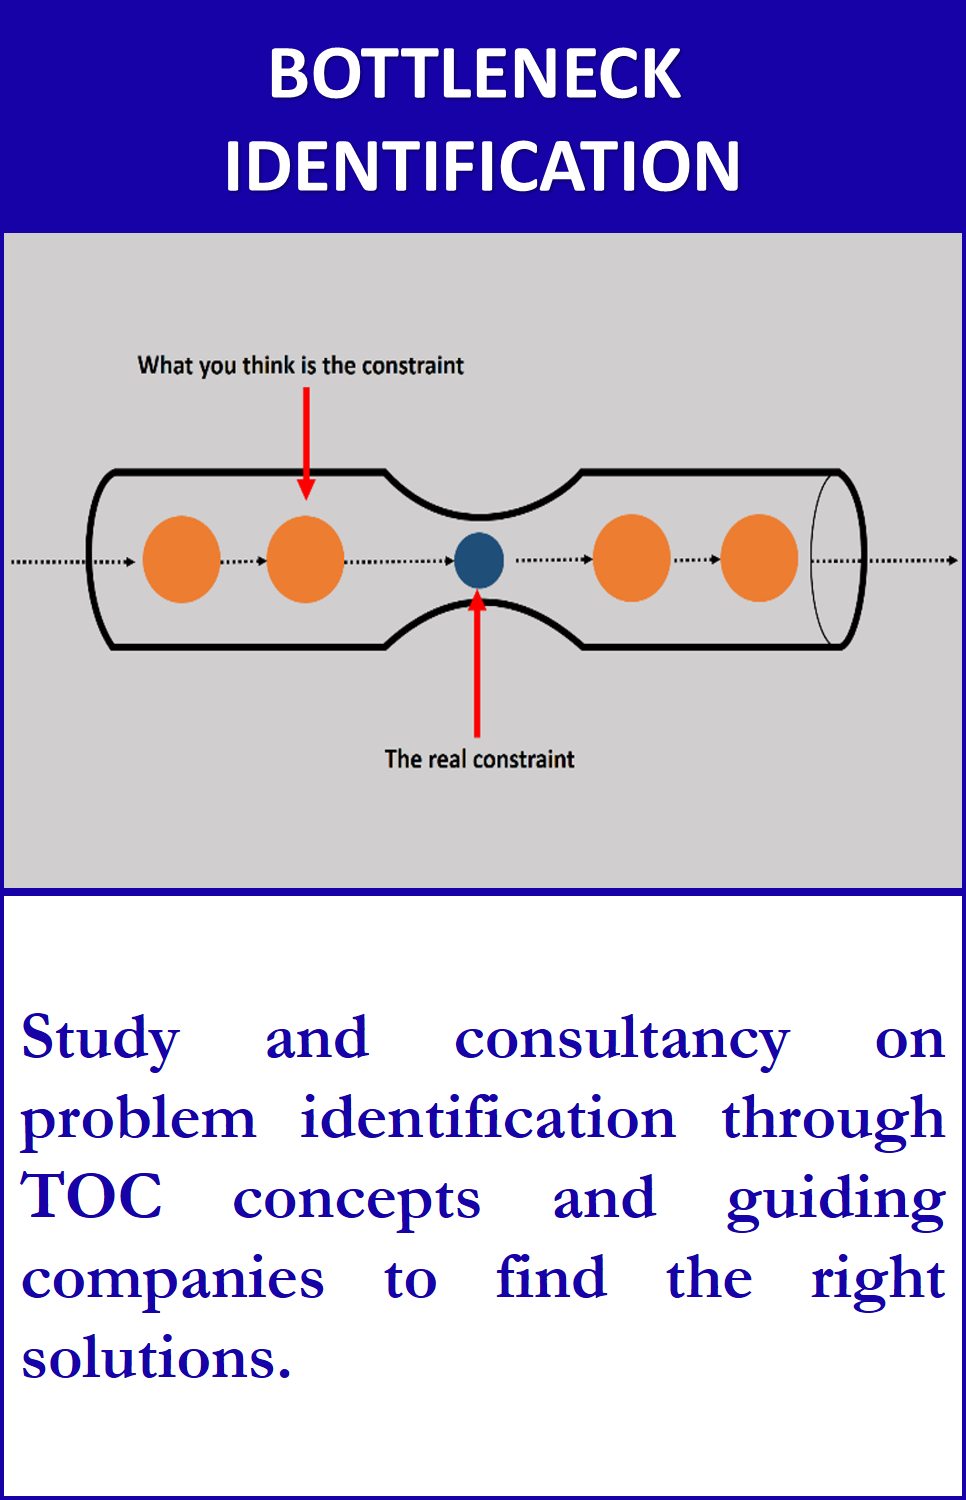 BOTTLENECK
IDENTIFICATION
What you think is the constraint
The real constraint
Study and consultancy on
problem identification through
TOC concepts and guiding
companies to find the right
solutions.